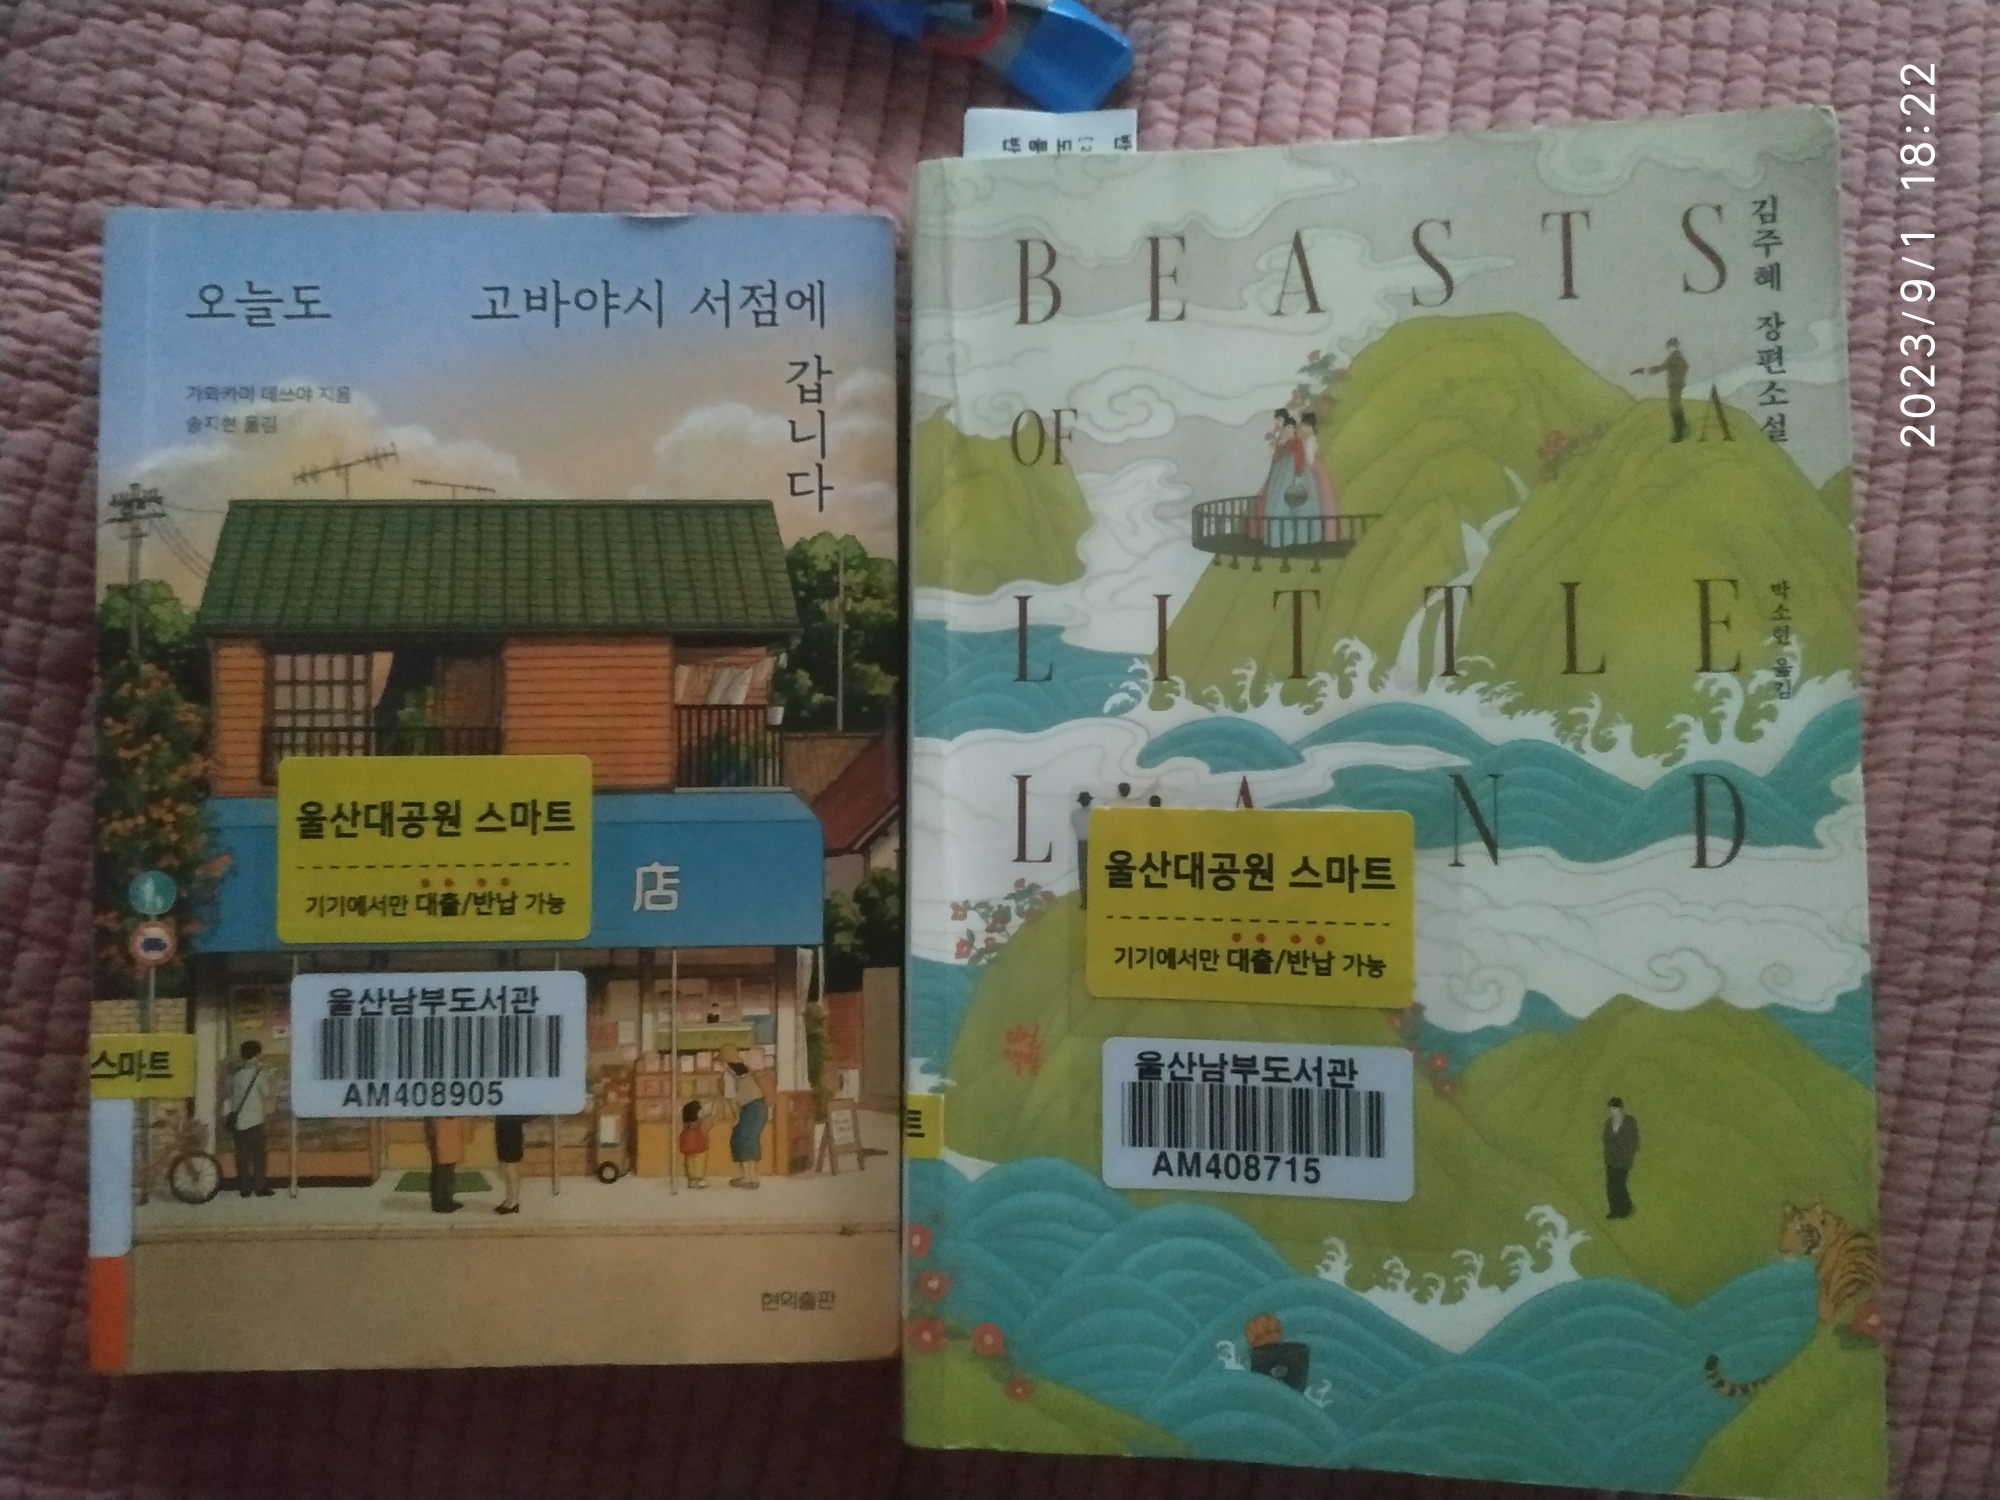 2023/9/1 18:22
오늘도 고바야시 서점에
갑니다
가와카미 데쓰야 지음
송지현 옮김
店
울산대공원 스마트
기기에서만 대출/반납 가능
울산남부도서관
AM408905
스마트
현익출판
BEASTS
OF A
LITTLE
LAND
김주혜 장편소설
박소현 옮김
울산대공원 스마트
기기에서만 대출/반납 가능
울산남부도서관
AM408715
트